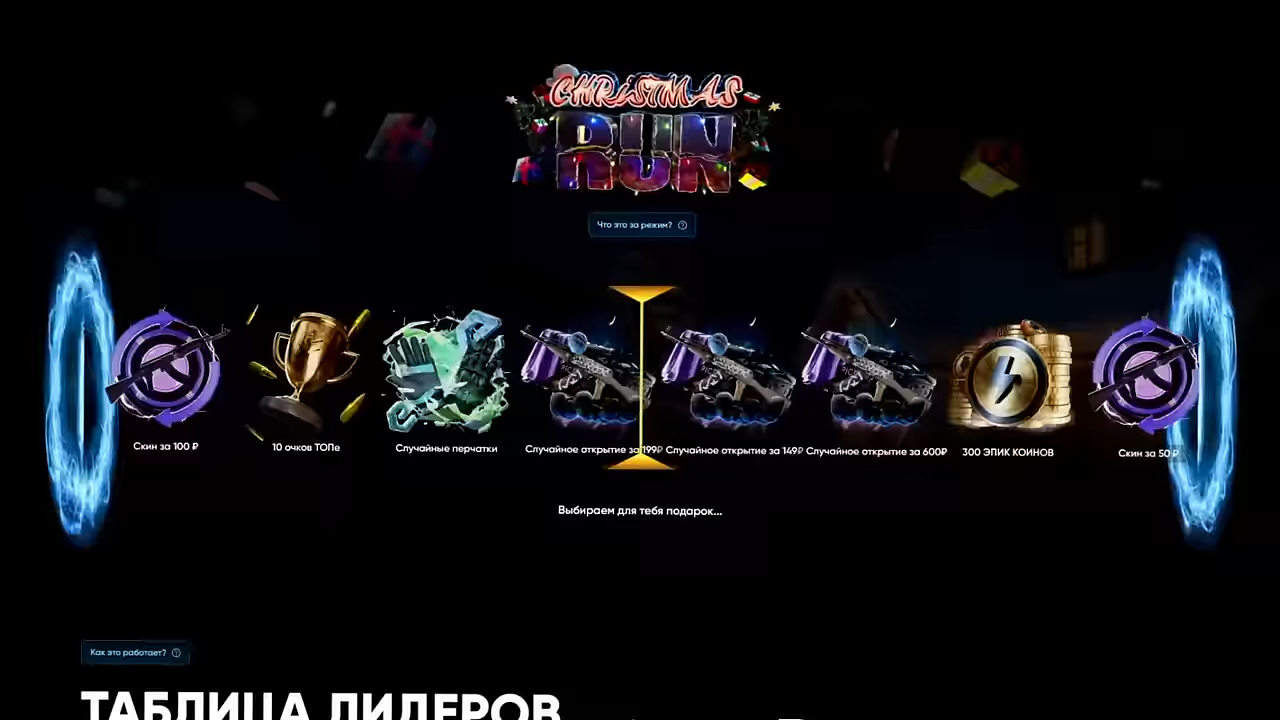 CHRISTMAS
RUN
Что это за режим?
Скин за 100 ₽
10 очков ТОПе
Случайные перчатки
Случайное открытие за 199₽
Случайное открытие за 149₽
Случайное открытие за 600₽
300 ЭПИК КОИНОВ
Скин за 50 ₽
Выбираем для тебя подарок...
Как это работает?
ТАБЛИЦА ЛИДЕРОВ